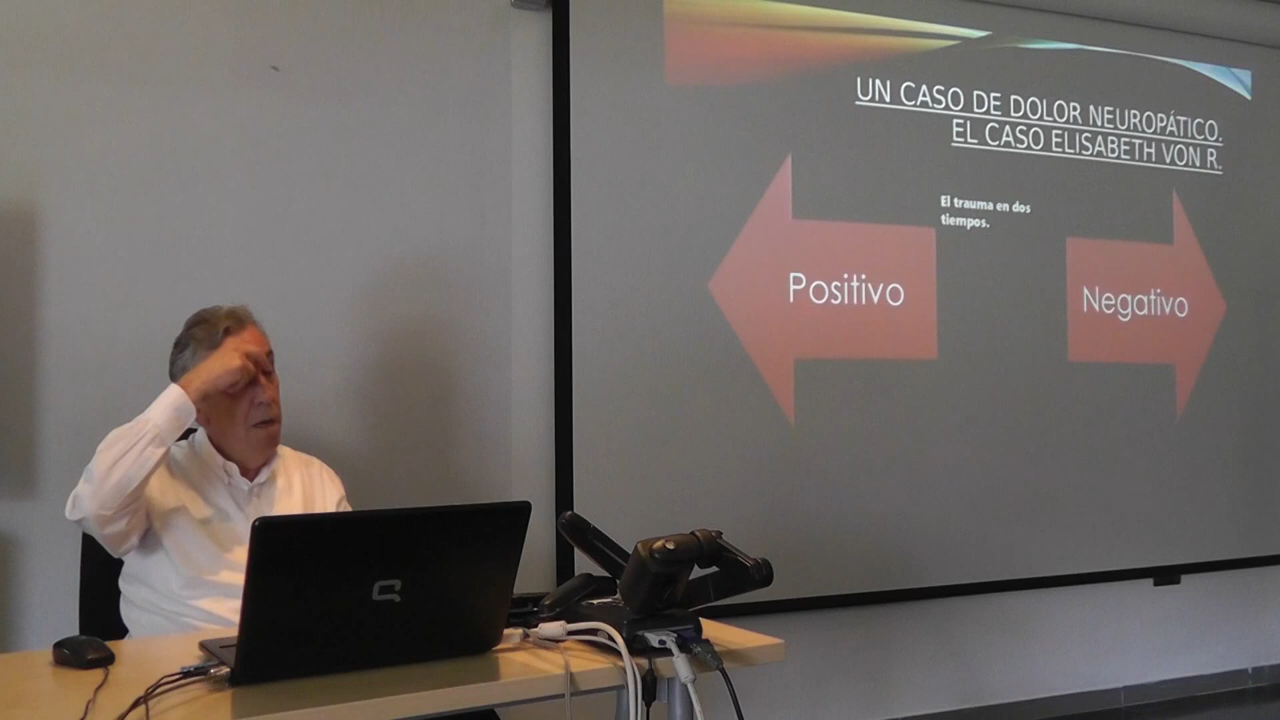 UN CASO DE DOLOR NEUROPÁTICO.
EL CASO ELISABETH VON R.
El trauma en dos
tiempos.
Positivo
Negativo